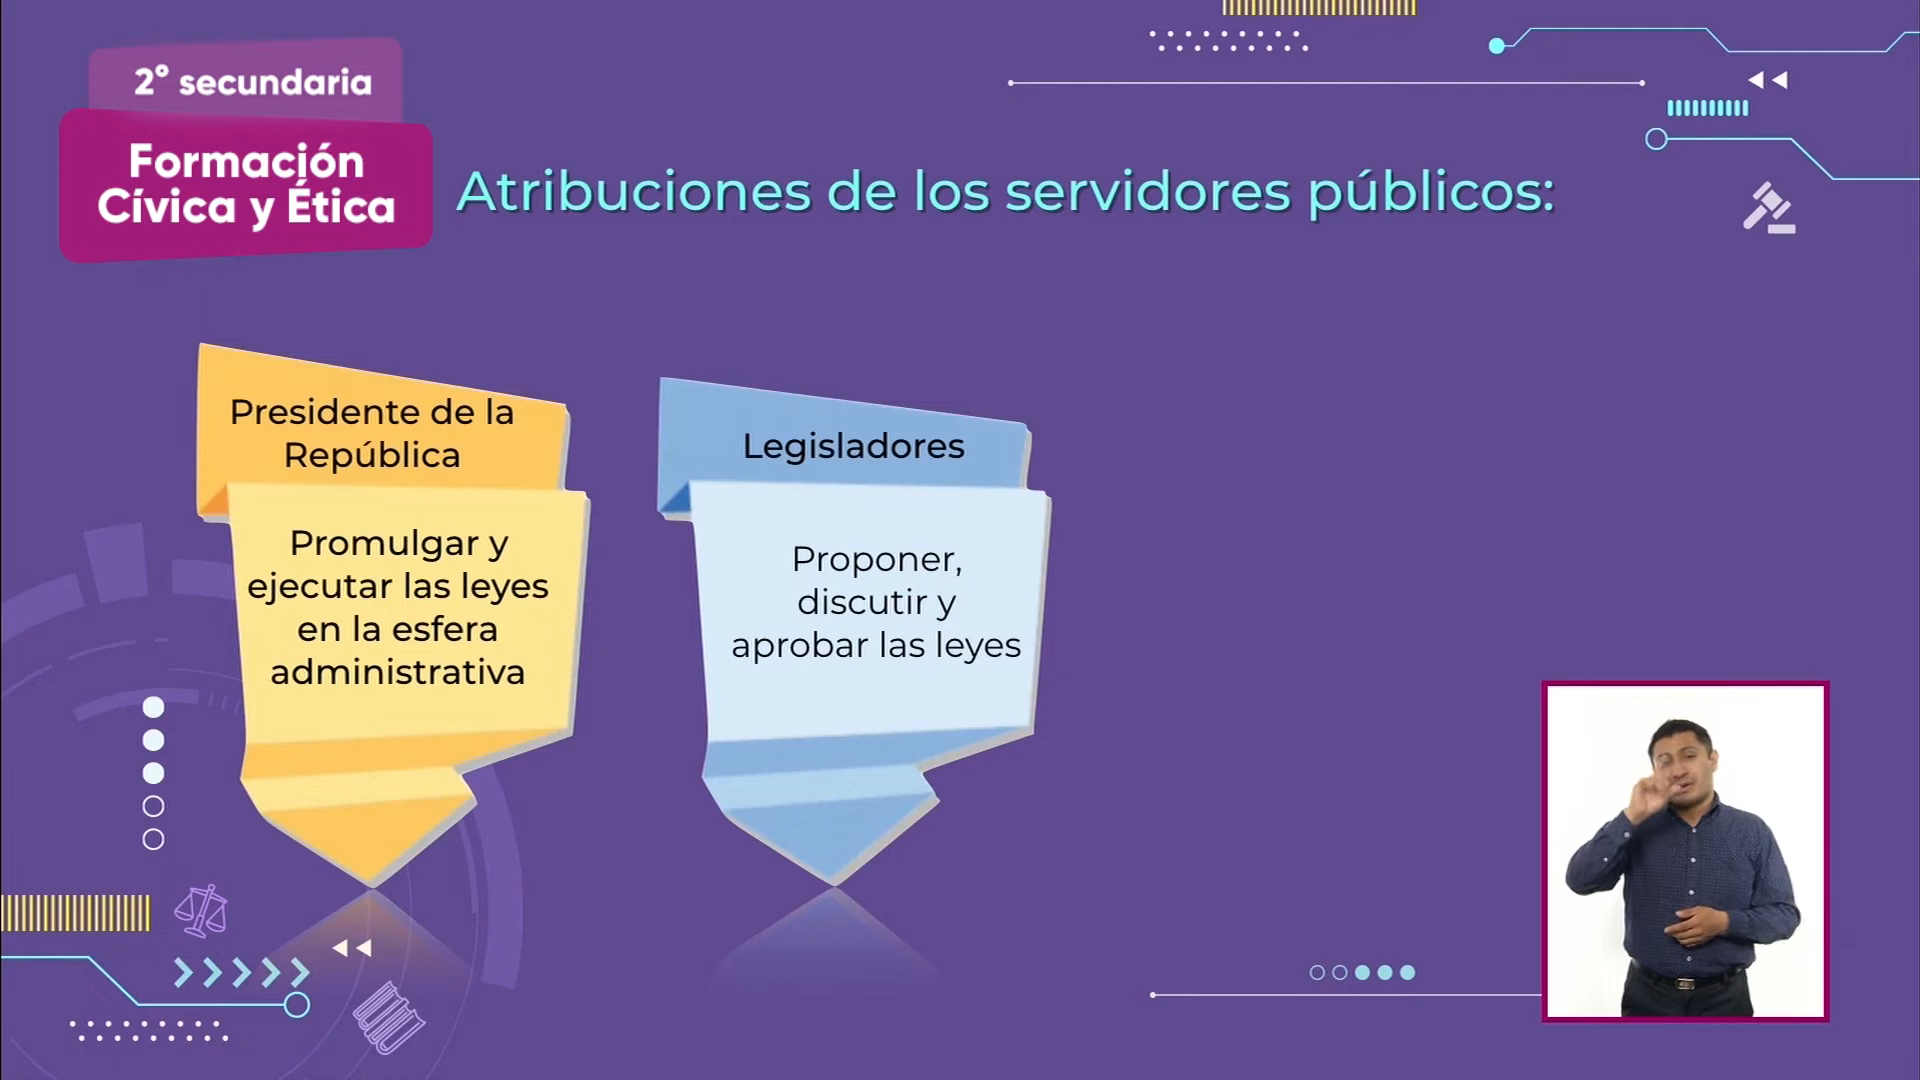 2° secundaria
Formación
Cívica y Ética
Atribuciones de los servidores públicos:
Presidente de la
República
Promulgar y
ejecutar las leyes
en la esfera
administrativa
Legisladores
Proponer,
discutir y
aprobar las leyes